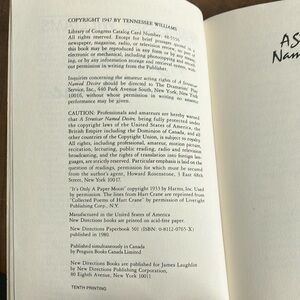 COPYRIGHT 1947 BY TENNESSEE WILLIAMS
Library of Congress Catalog Card Number:
All rights reserved. Except for brief passages quoted in a
newspaper, magazine, radio, or television review, no part of
this book may be reproduced in any form or by any means,
electronic or mechanical, including photocopying and recording,
or by any information storage and retrieval system, without
permission in writing from the Publisher.
Inquiries concerning the amateur acting rights of A Streetcar
Named Desire should be directed to The Dramatists' Play
Service, Inc., 440 Park Avenue South, New York, New York
10016, without whose permission in writing no amateur
performance may be given.
CAUTION: Professionals and amateurs are hereby warned
that A Streetcar Named Desire, being fully protected under
the copyright laws of the United States of America, the
British Empire including the Dominion of Canada, and all
other countries of the Copyright Union, is subject to royalty.
All rights, including professional, amateur, motion picture,
recitation, lecturing, public reading, radio and television
broadcasting, and the rights of translation into foreign lan-
guages, are strictly reserved. Particular emphasis is laid on the
question of readings, permission for which must be secured
from the author's agent,
New York 10017.
"It's Only A Paper Moon" copyright 1933 by Harms, Inc. Used
by permission. The lines from Hart Crane are reprinted from
"Collected Poems of Hart Crane" by permission of Liveright
Publishing Corp., N.Y.
Manufactured in the United States of America
New Directions books are printed on acid-free paper.
New Directions Paperbook 501 (ISBN: 0-8112-0765-X)
published in 1980.
Published simultaneously in Canada
by Penguin Books Canada Limited
New Directions Books are published for James Laughlin
by New Directions Publishing Corporation,
80 Eighth Avenue, New York 10011.
TENTH PRINTING
A S
Nam